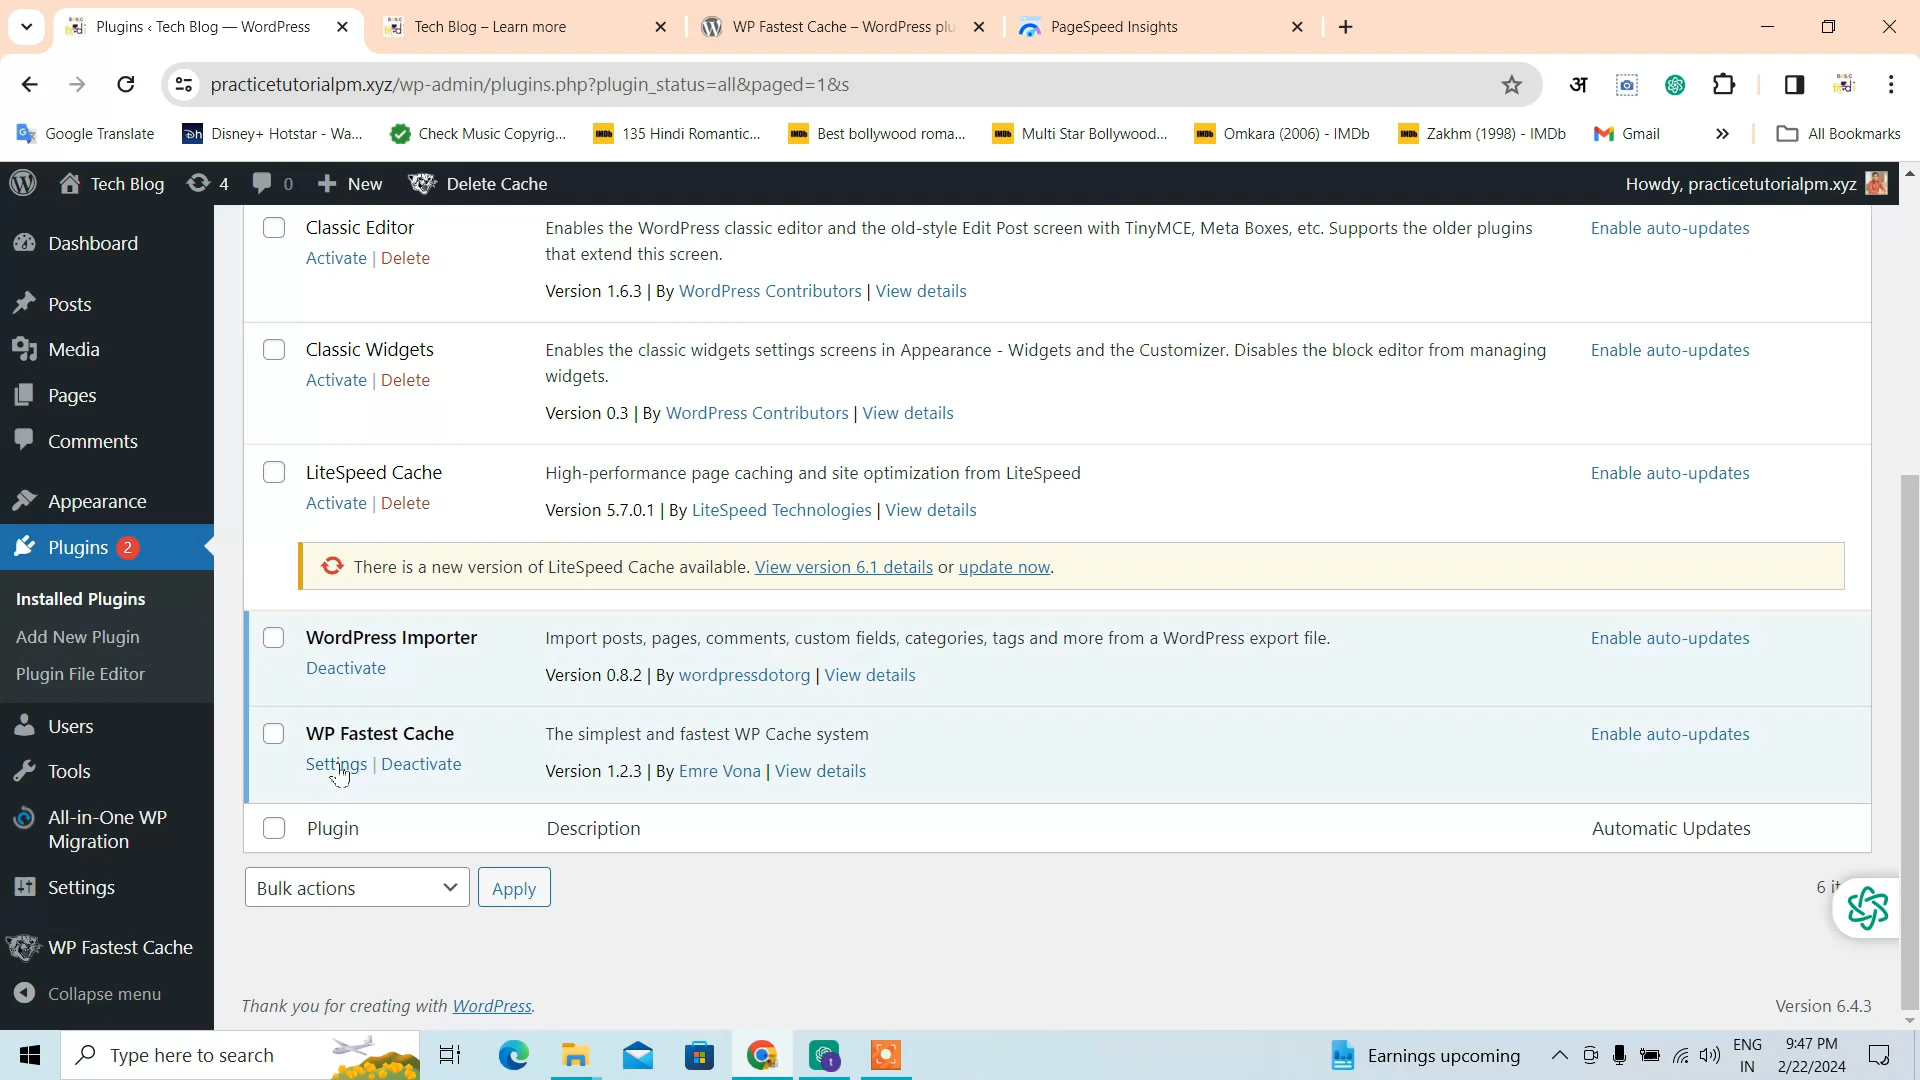 Plugins ‹ Tech Blog — WordPress
Tech Blog – Learn more
WP Fastest Cache – WordPress plu
PageSpeed Insights
practicetutorialpm.xyz/wp-admin/plugins.php?plugin_status=all&paged=1&s
अ
Google Translate
Disney+ Hotstar - Wa...
Check Music Copyrig...
135 Hindi Romantic...
Best bollywood roma...
Multi Star Bollywood...
Omkara (2006) - IMDb
Zakhm (1998) - IMDb
Gmail
All Bookmarks
Tech Blog
4
0
New
Delete Cache
Howdy, practicetutorialpm.xyz
Dashboard
Posts
Media
Pages
Comments
Appearance
Plugins 2
Installed Plugins
Add New Plugin
Plugin File Editor
Users
Tools
All-in-One WP
Migration
Settings
WP Fastest Cache
Collapse menu
Classic Editor
Activate | Delete
Enables the WordPress classic editor and the old-style Edit Post screen with TinyMCE, Meta Boxes, etc. Supports the older plugins
that extend this screen.
Version 1.6.3 | By WordPress Contributors | View details
Enable auto-updates
Classic Widgets
Activate | Delete
Enables the classic widgets settings screens in Appearance - Widgets and the Customizer. Disables the block editor from managing
widgets.
Version 0.3 | By WordPress Contributors | View details
Enable auto-updates
LiteSpeed Cache
Activate | Delete
High-performance page caching and site optimization from LiteSpeed
Version 5.7.0.1 | By LiteSpeed Technologies | View details
Enable auto-updates
There is a new version of LiteSpeed Cache available. View version 6.1 details or update now.
WordPress Importer
Deactivate
Import posts, pages, comments, custom fields, categories, tags and more from a WordPress export file.
Version 0.8.2 | By wordpressdotorg | View details
Enable auto-updates
WP Fastest Cache
Settings | Deactivate
The simplest and fastest WP Cache system
Version 1.2.3 | By Emre Vona | View details
Enable auto-updates
Plugin
Description
Automatic Updates
Bulk actions
Apply
6 it
Thank you for creating with WordPress.
Version 6.4.3
Type here to search
Earnings upcoming
ENG
IN
9:47 PM
2/22/2024